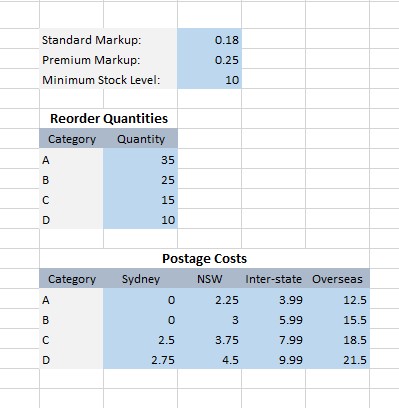 Standard Markup: 0.18
Premium Markup: 0.25
Minimum Stock Level: 10
Reorder Quantities
Category Quantity
A 35
B 25
C 15
D 10
Postage Costs
Category Sydney NSW Inter-state Overseas
A 0 2.25 3.99 12.5
B 0 3 5.99 15.5
C 2.5 3.75 7.99 18.5
D 2.75 4.5 9.99 21.5